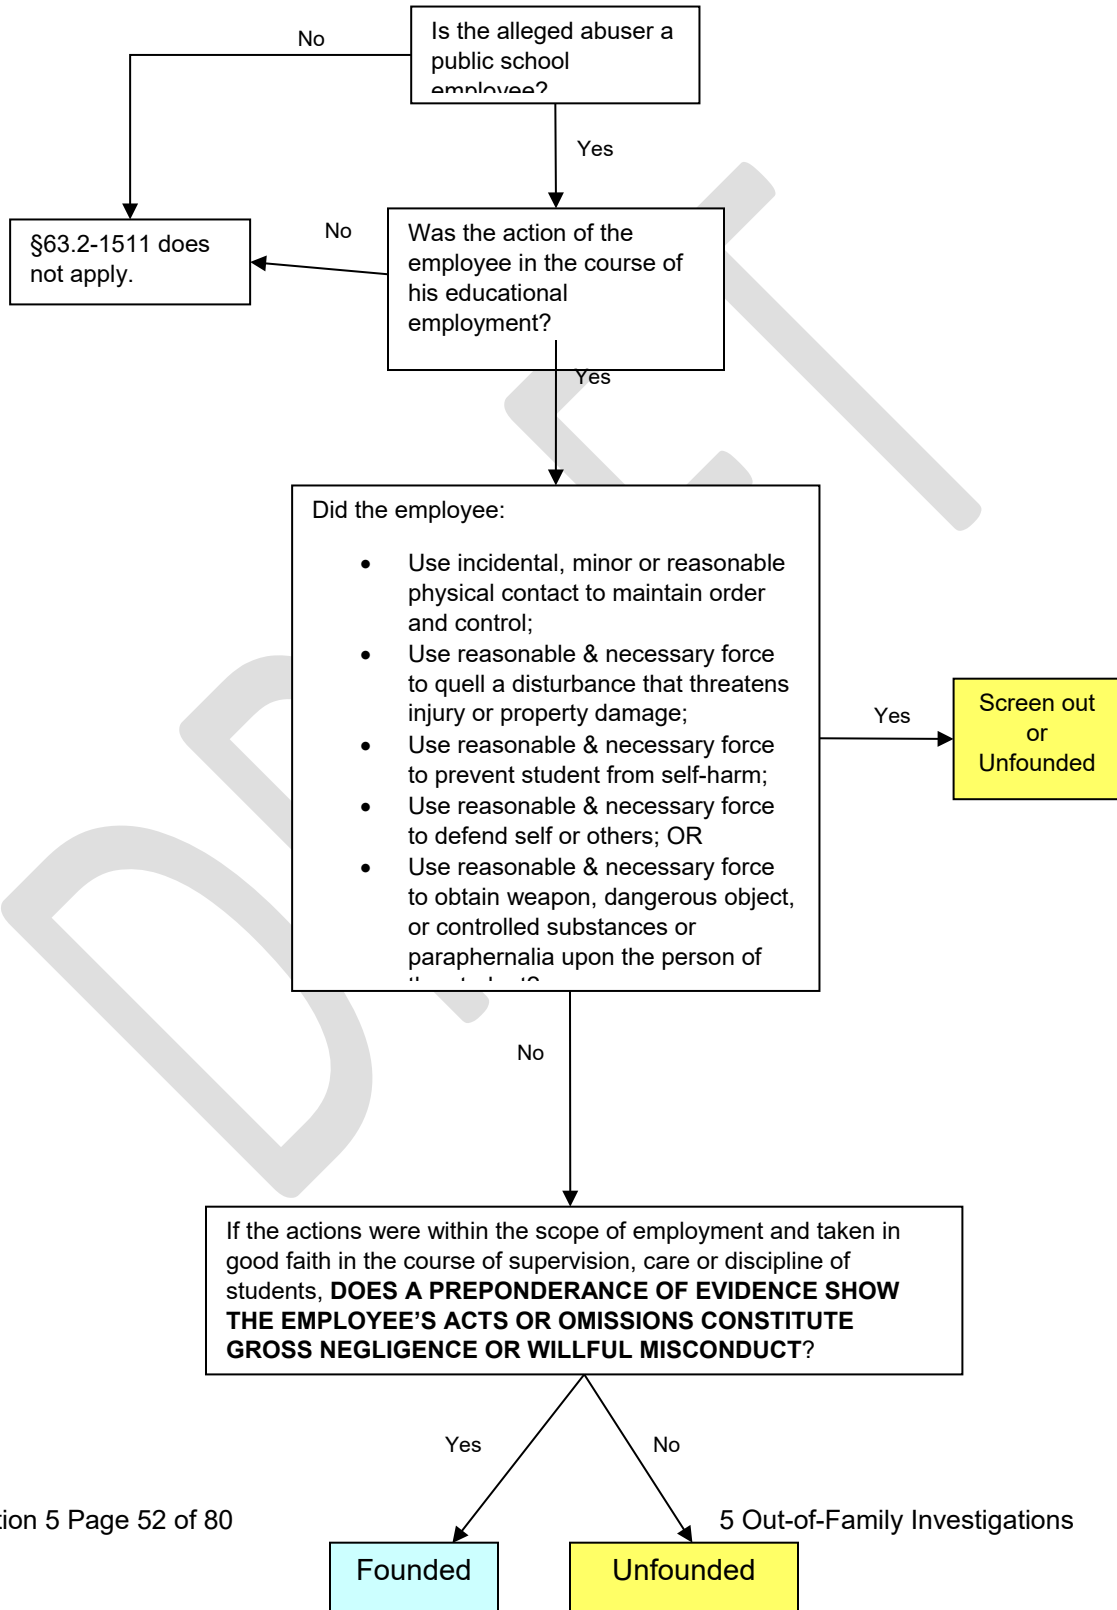 Is the alleged abuser a
public school
employee?
No
Yes
§63.2-1511 does
not apply.
No
Was the action of the
employee in the course of
his educational
employment?
Yes
Did the employee:
• Use incidental, minor or reasonable
physical contact to maintain order
and control;
• Use reasonable & necessary force
to quell a disturbance that threatens
injury or property damage;
• Use reasonable & necessary force
to prevent student from self-harm;
• Use reasonable & necessary force
to defend self or others; OR
• Use reasonable & necessary force
to obtain weapon, dangerous object,
or controlled substances or
paraphernalia upon the person of
Yes
Screen out
or
Unfounded
No
If the actions were within the scope of employment and taken in
good faith in the course of supervision, care or discipline of
students, DOES A PREPONDERANCE OF EVIDENCE SHOW
THE EMPLOYEE’S ACTS OR OMISSIONS CONSTITUTE
GROSS NEGLIGENCE OR WILLFUL MISCONDUCT?
Yes
No
tion 5 Page 52 of 80
5 Out-of-Family Investigations
Founded
Unfounded
DRAFT